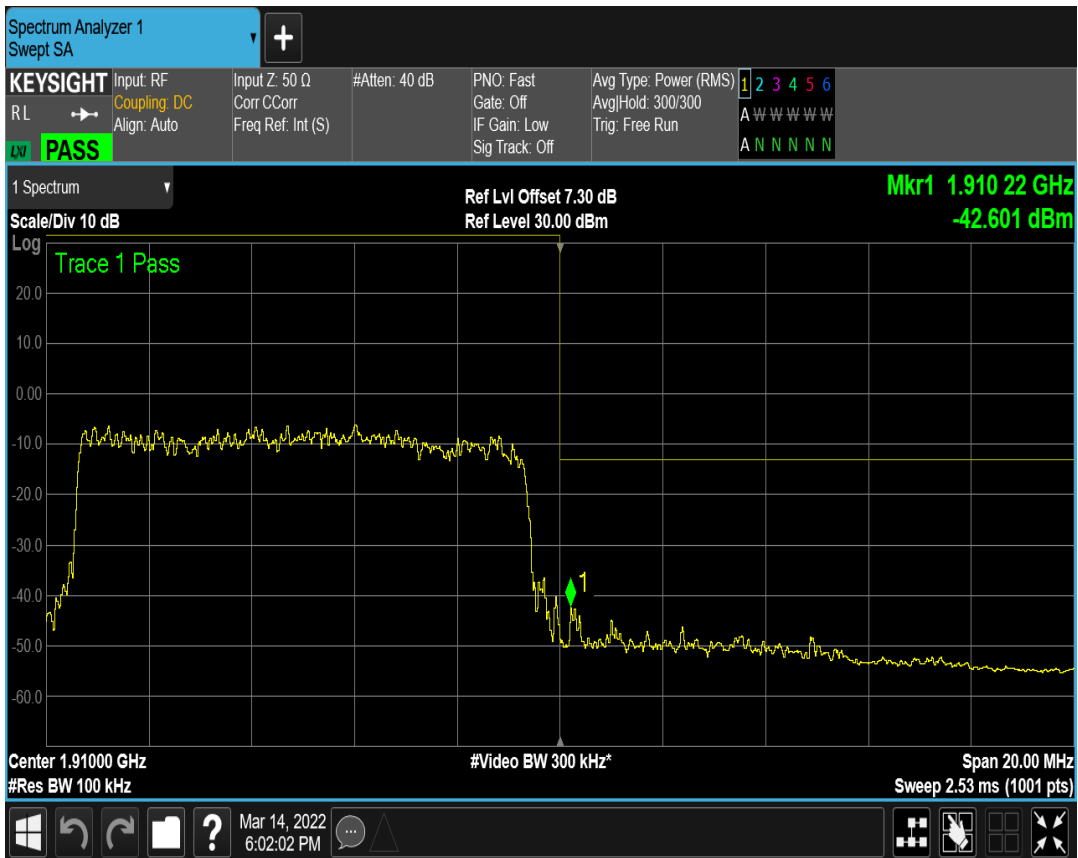 Spectrum Analyzer 1
Swept SA
+
KEYSIGHT Input: RF Input Z: 50 Ω #Atten: 40 dB PNO: Fast Avg Type: Power (RMS) 1 2 3 4 5 6
R L Coupling: DC Corr CCorr Gate: Off Avg|Hold: 300/300
Align: Auto Freq Ref: Int (S) IF Gain: Low Trig: Free Run A W W W W W
LXI PASS Sig Track: Off A N N N N N
1 Spectrum
Ref Lvl Offset 7.30 dB Mkr1 1.910 22 GHz
Scale/Div 10 dB Ref Level 30.00 dBm -42.601 dBm
Log
Trace 1 Pass
20.0
10.0
0.00
-10.0
-20.0
-30.0
-40.0
1
-50.0
-60.0
Center 1.91000 GHz #Video BW 300 kHz* Span 20.00 MHz
#Res BW 100 kHz Sweep 2.53 ms (1001 pts)
? Mar 14, 2022
6:02:02 PM